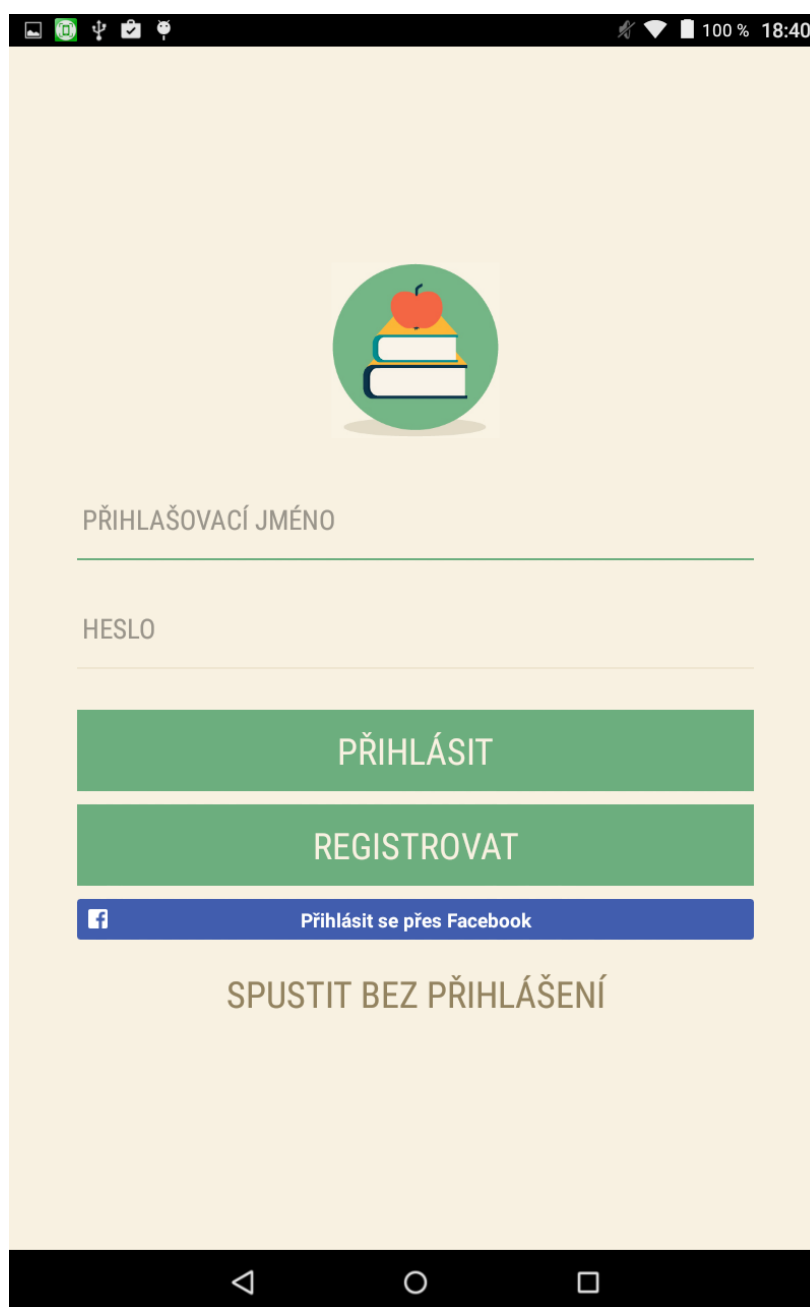 100 % 18:40
PŘIHLAŠOVACÍ JMÉNO
HESLO
PŘIHLÁSIT
REGISTROVAT
Přihlásit se přes Facebook
SPUSTIT BEZ PŘIHLÁŠENÍ